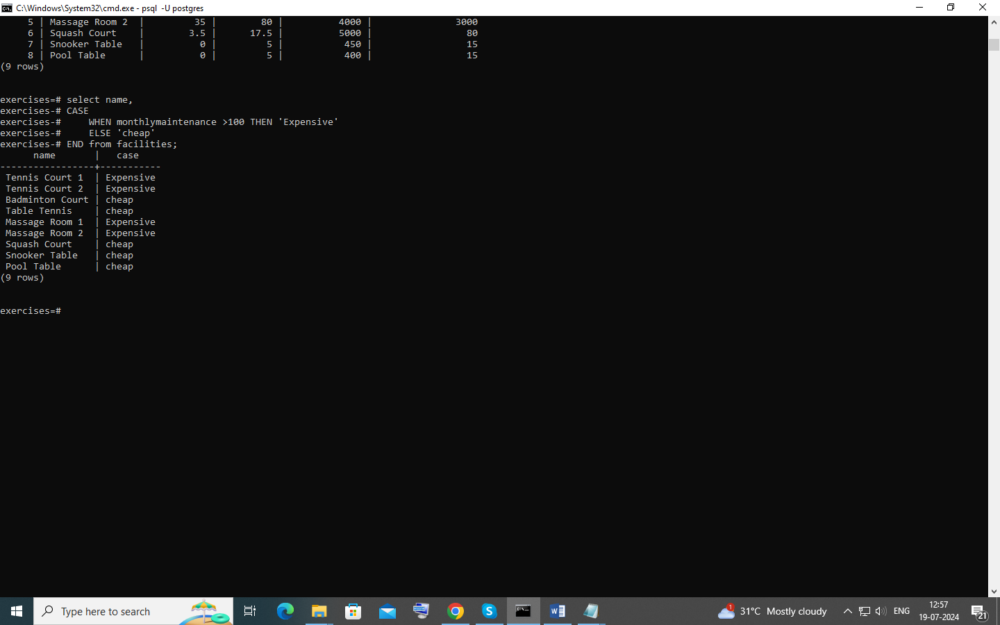 C:\Windows\System32\cmd.exe - psql -U postgres
5 | Massage Room 2 | 35 | 80 | 4000 | 3000
6 | Squash Court | 3.5 | 17.5 | 5000 | 80
7 | Snooker Table | 0 | 5 | 450 | 15
8 | Pool Table | 0 | 5 | 400 | 15
(9 rows)
exercises=# select name,
exercises-# CASE
exercises-# WHEN monthlymaintenance >100 THEN 'Expensive'
exercises-# ELSE 'cheap'
exercises-# END from facilities;
name | case
-----------------+-----------
Tennis Court 1 | Expensive
Tennis Court 2 | Expensive
Badminton Court | cheap
Table Tennis | cheap
Massage Room 1 | Expensive
Massage Room 2 | Expensive
Squash Court | cheap
Snooker Table | cheap
Pool Table | cheap
(9 rows)
exercises=#
Type here to search
1
31°C Mostly cloudy
ENG
12:57
19-07-2024
21